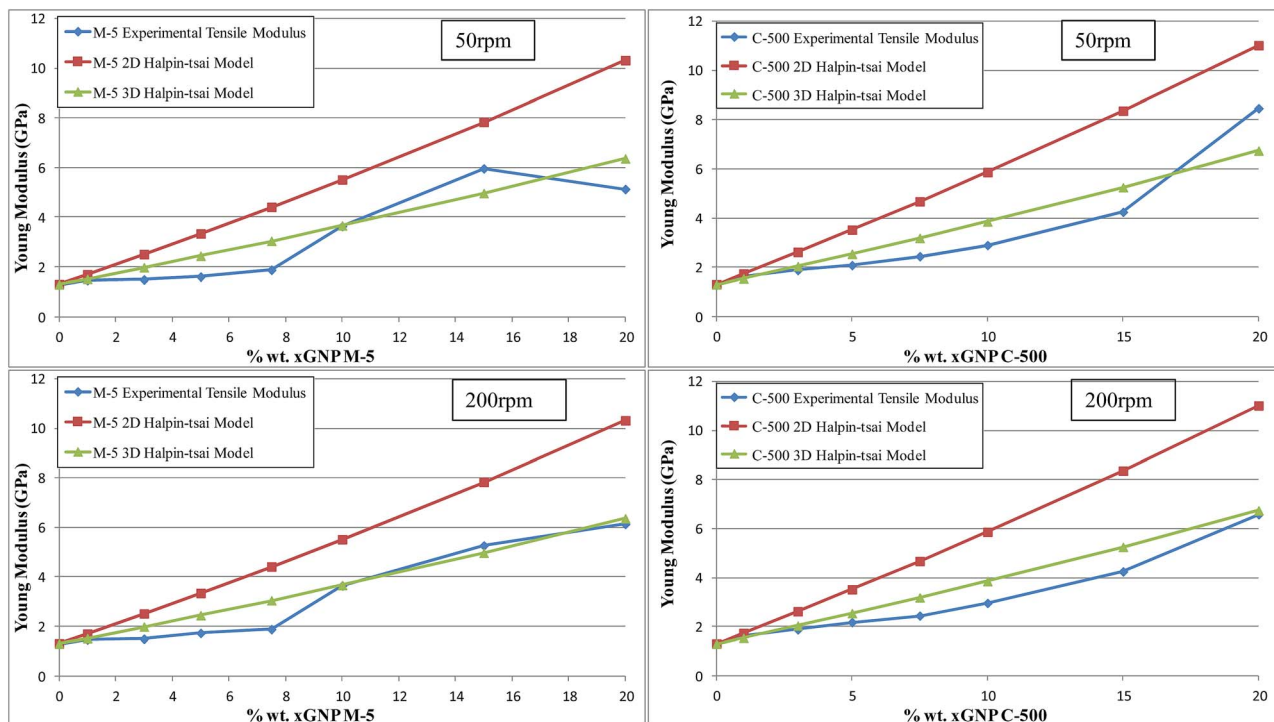 M-5 Experimental Tensile Modulus
M-5 2D Halpin-tsai Model
M-5 3D Halpin-tsai Model
50rpm
Young Modulus (GPa)
12
10
8
6
4
2
0
0 2 4 6 8 10 12 14 16 18 20
% wt. xGNP M-5
C-500 Experimental Tensile Modulus
C-500 2D Halpin-tsai Model
C-500 3D Halpin-tsai Model
50rpm
Young Modulus (GPa)
12
10
8
6
4
2
0
0 5 10 15 20
% wt. xGNP C-500
M-5 Experimental Tensile Modulus
M-5 2D Halpin-tsai Model
M-5 3D Halpin-tsai Model
200rpm
Young Modulus (GPa)
12
10
8
6
4
2
0
0 2 4 6 8 10 12 14 16 18 20
% wt. xGNP M-5
C-500 Experimental Tensile Modulus
C-500 2D Halpin-tsai Model
C-500 3D Halpin-tsai Model
200rpm
Young Modulus (GPa)
12
10
8
6
4
2
0
0 5 10 15 20
% wt. xGNP C-500